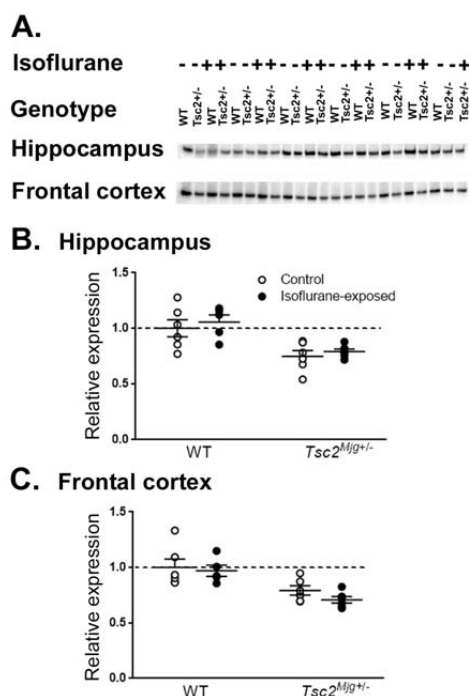 A.
Isoflurane - - + + - - + + - - + + - - + + - - + + - - +
Genotype WT Tsc2+/- WT Tsc2+/- WT Tsc2+/- WT Tsc2+/- WT Tsc2+/- WT Tsc2+/- WT Tsc2+/- WT Tsc2+/- WT Tsc2+/- WT Tsc2+/- WT Tsc2+/- Tsc2+/-
Hippocampus
Frontal cortex
B. Hippocampus
Relative expression
1.5
1.0
0.5
0.0
Control
Isoflurane-exposed
WT Tsc2Mjg+/-
C. Frontal cortex
Relative expression
1.5
1.0
0.5
0.0
WT Tsc2Mjg+/-